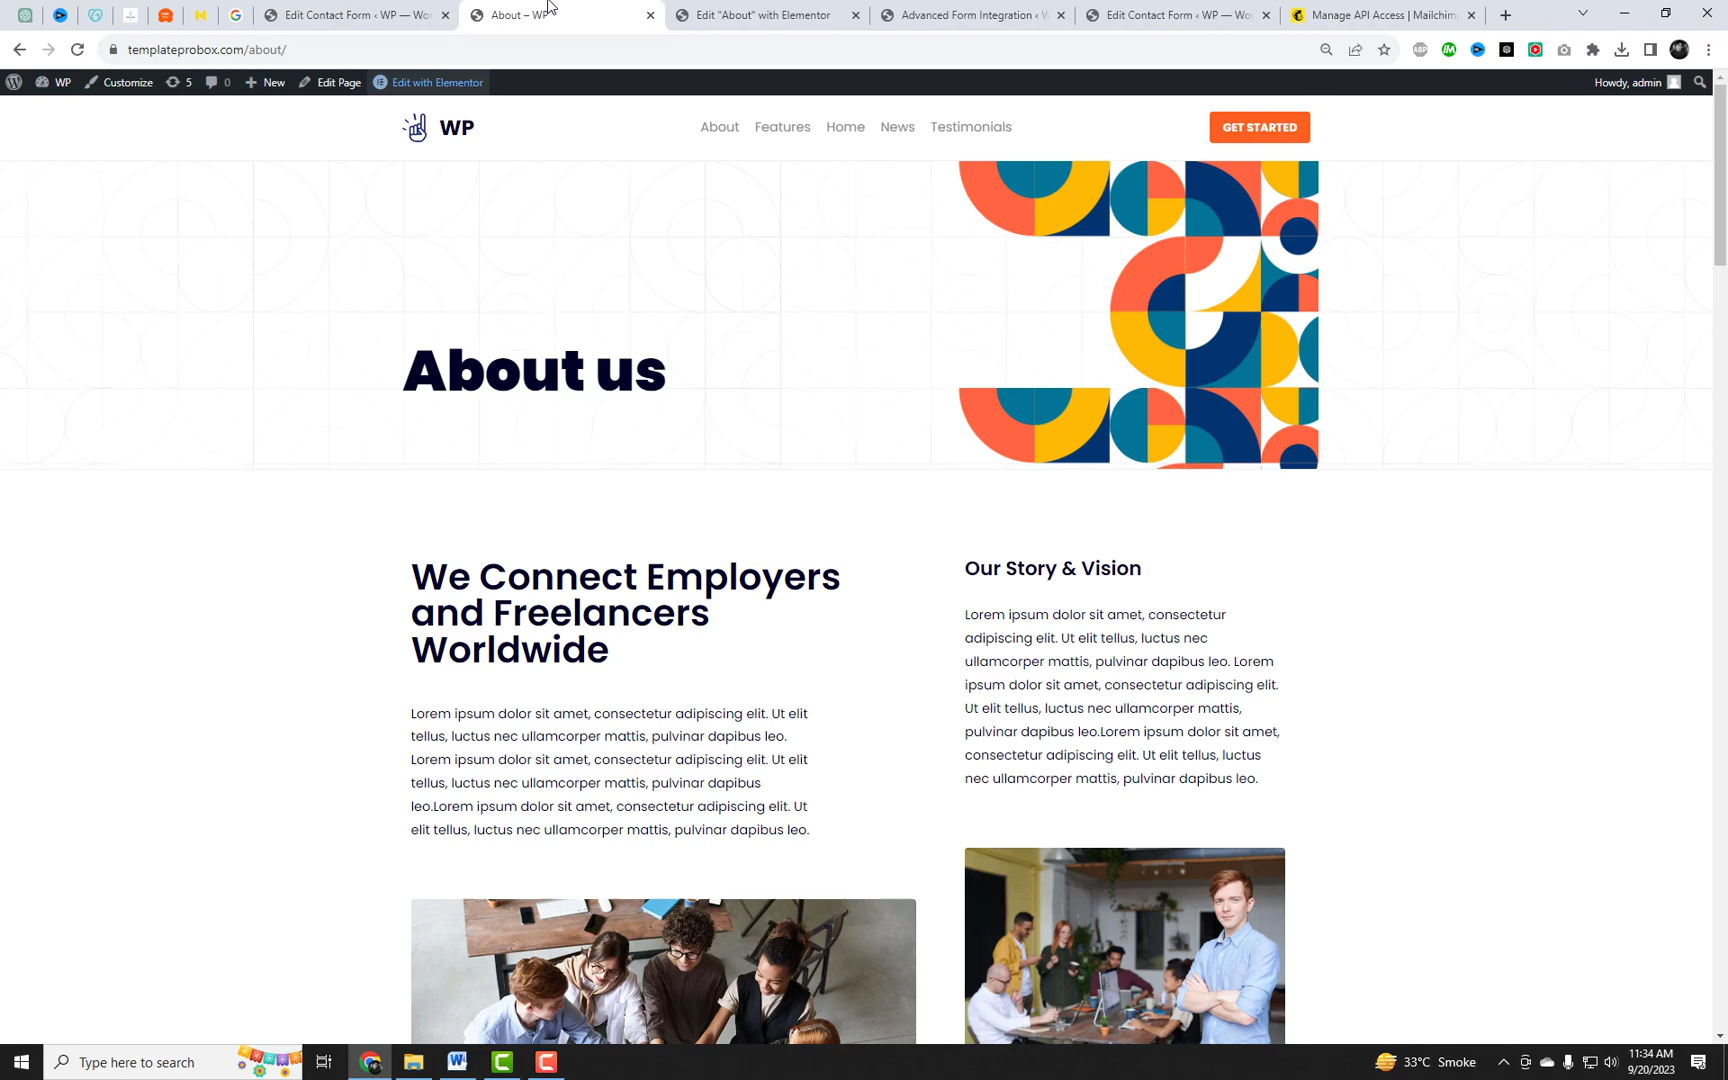 Edit Contact Form ‹ WP — Wor
About – WP
Edit "About" with Elementor
Advanced Form Integration ‹ W
Edit Contact Form ‹ WP — Wor
Manage API Access | Mailchim
templateprobox.com/about/
WP
Customize
5
0
New
Edit Page
Edit with Elementor
Howdy, admin
WP
About
Features
Home
News
Testimonials
GET STARTED
About us
We Connect Employers
and Freelancers
Worldwide
Lorem ipsum dolor sit amet, consectetur adipiscing elit. Ut elit
tellus, luctus nec ullamcorper mattis, pulvinar dapibus leo.
Lorem ipsum dolor sit amet, consectetur adipiscing elit. Ut elit
tellus, luctus nec ullamcorper mattis, pulvinar dapibus
leo.Lorem ipsum dolor sit amet, consectetur adipiscing elit. Ut
elit tellus, luctus nec ullamcorper mattis, pulvinar dapibus leo.
Our Story & Vision
Lorem ipsum dolor sit amet, consectetur
adipiscing elit. Ut elit tellus, luctus nec
ullamcorper mattis, pulvinar dapibus leo. Lorem
ipsum dolor sit amet, consectetur adipiscing elit.
Ut elit tellus, luctus nec ullamcorper mattis,
pulvinar dapibus leo.Lorem ipsum dolor sit amet,
consectetur adipiscing elit. Ut elit tellus, luctus
nec ullamcorper mattis, pulvinar dapibus leo.
Type here to search
33°C Smoke
11:34 AM
9/20/2023